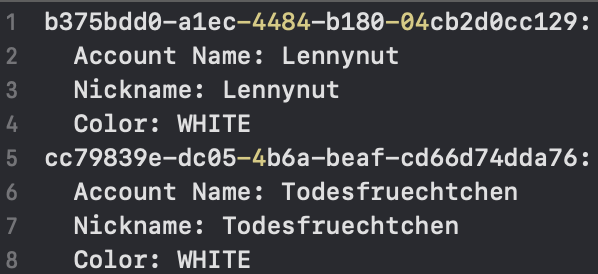 1 b375bdd0-a1ec-4484-b180-04cb2d0cc129:
2   Account Name: Lennynut
3   Nickname: Lennynut
4   Color: WHITE
5 cc79839e-dc05-4b6a-beaf-cd66d74dda76:
6   Account Name: Todesfruechtchen
7   Nickname: Todesfruechtchen
8   Color: WHITE